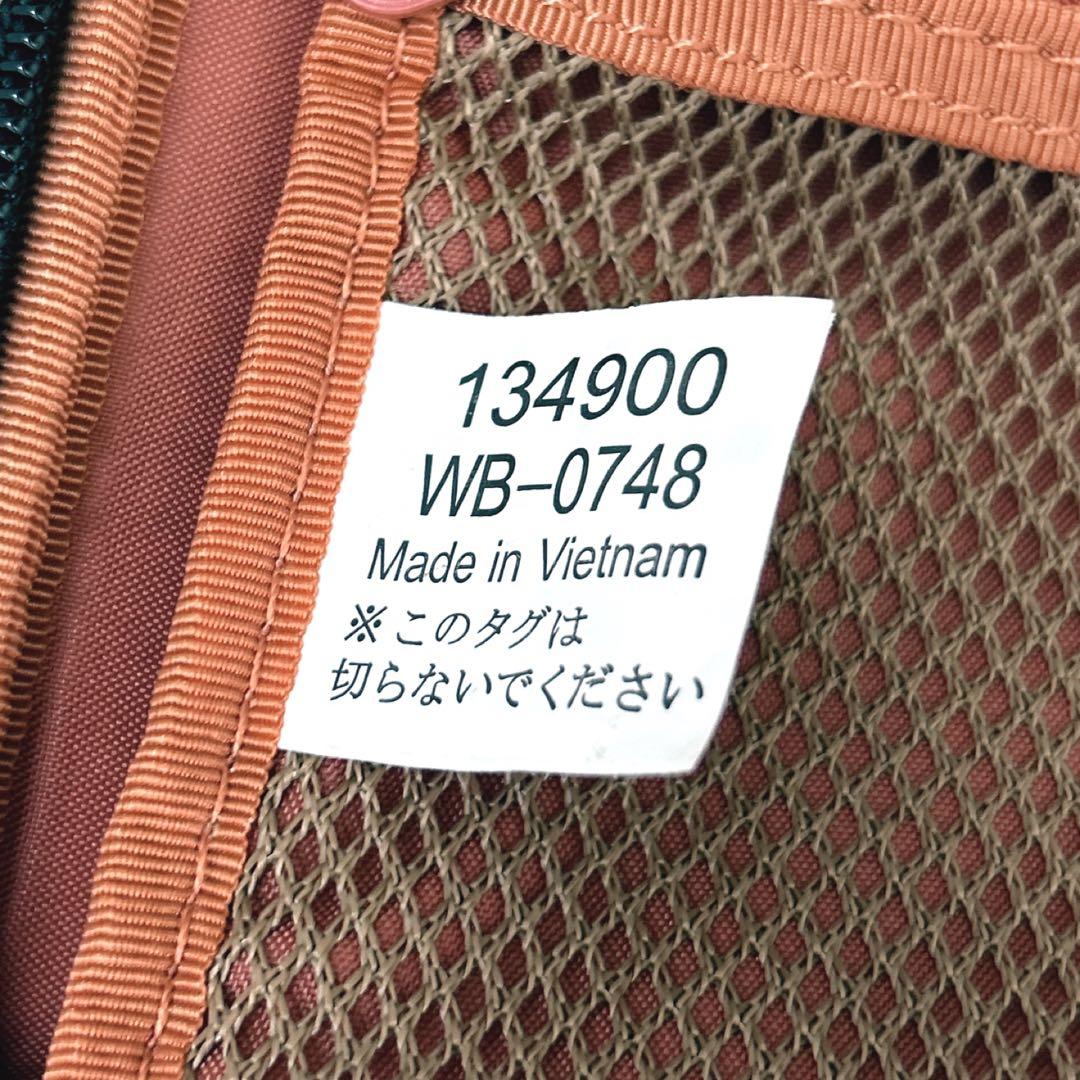 134900
WB-0748
Made in Vietnam
※このタグは
切らないでください